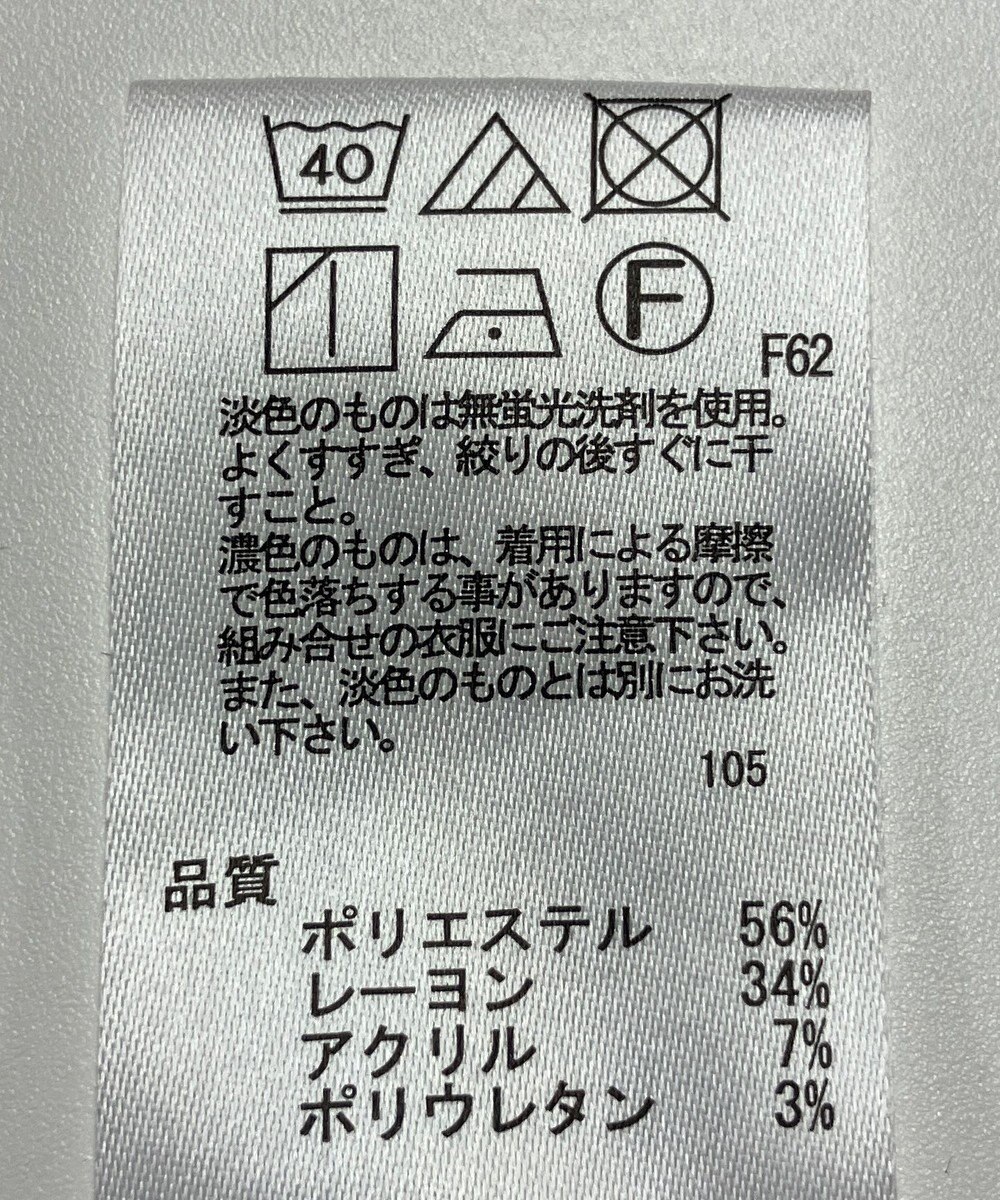 40
F
F62
淡色のものは無蛍光洗剤を使用。
よくすすぎ、絞りの後すぐに干
すこと。
濃色のものは、着用による摩擦
で色落ちする事がありますので、
組み合せの衣服にご注意下さい。
また、淡色のものとは別にお洗
い下さい。
105
品質
ポリエステル 56%
レーヨン 34%
アクリル 7%
ポリウレタン 3%